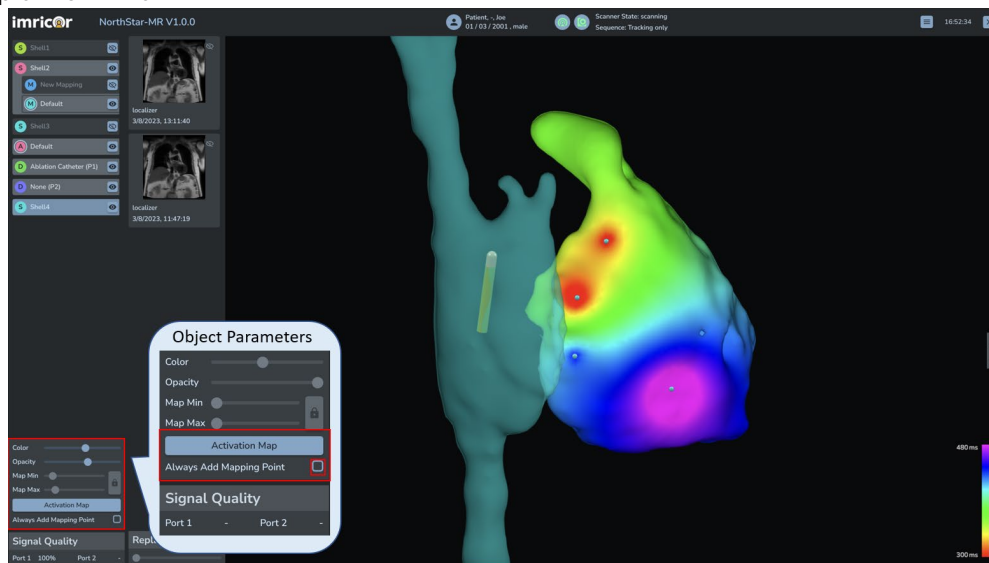 imricor NorthStar-MR V1.0.0
Patient, -, Joe
01 / 03 / 2001 , male
Scanner State: scanning
Sequence: Tracking only
16:52:34
S Shell1
S Shell2
M New Mapping
M Default
S Shell3
A Default
D Ablation Catheter (P1)
D None (P2)
S Shell4
localizer
3/8/2023, 13:11:40
localizer
3/8/2023, 11:47:19
Object Parameters
Color
Opacity
Map Min
Map Max
Activation Map
Always Add Mapping Point
Signal Quality
Port 1 - Port 2 -
Color
Opacity
Map Min
Map Max
Activation Map
Always Add Mapping Point
Signal Quality
Port 1 100% Port 2 -
480 ms
300 ms